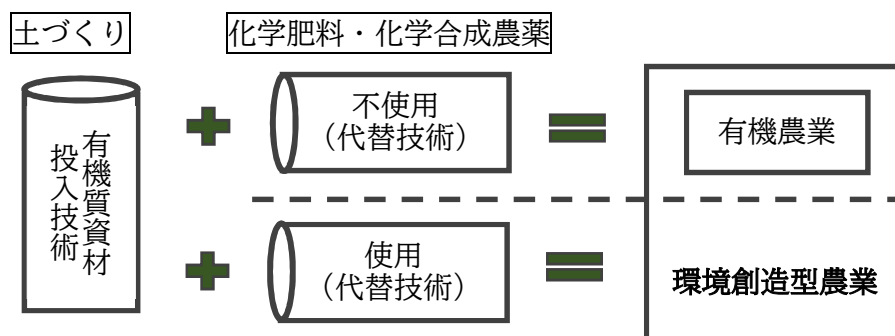 土づくり
化学肥料・化学合成農薬
有機質資材
投入技術
不使用
（代替技術）
有機農業
使用
（代替技術）
環境創造型農業